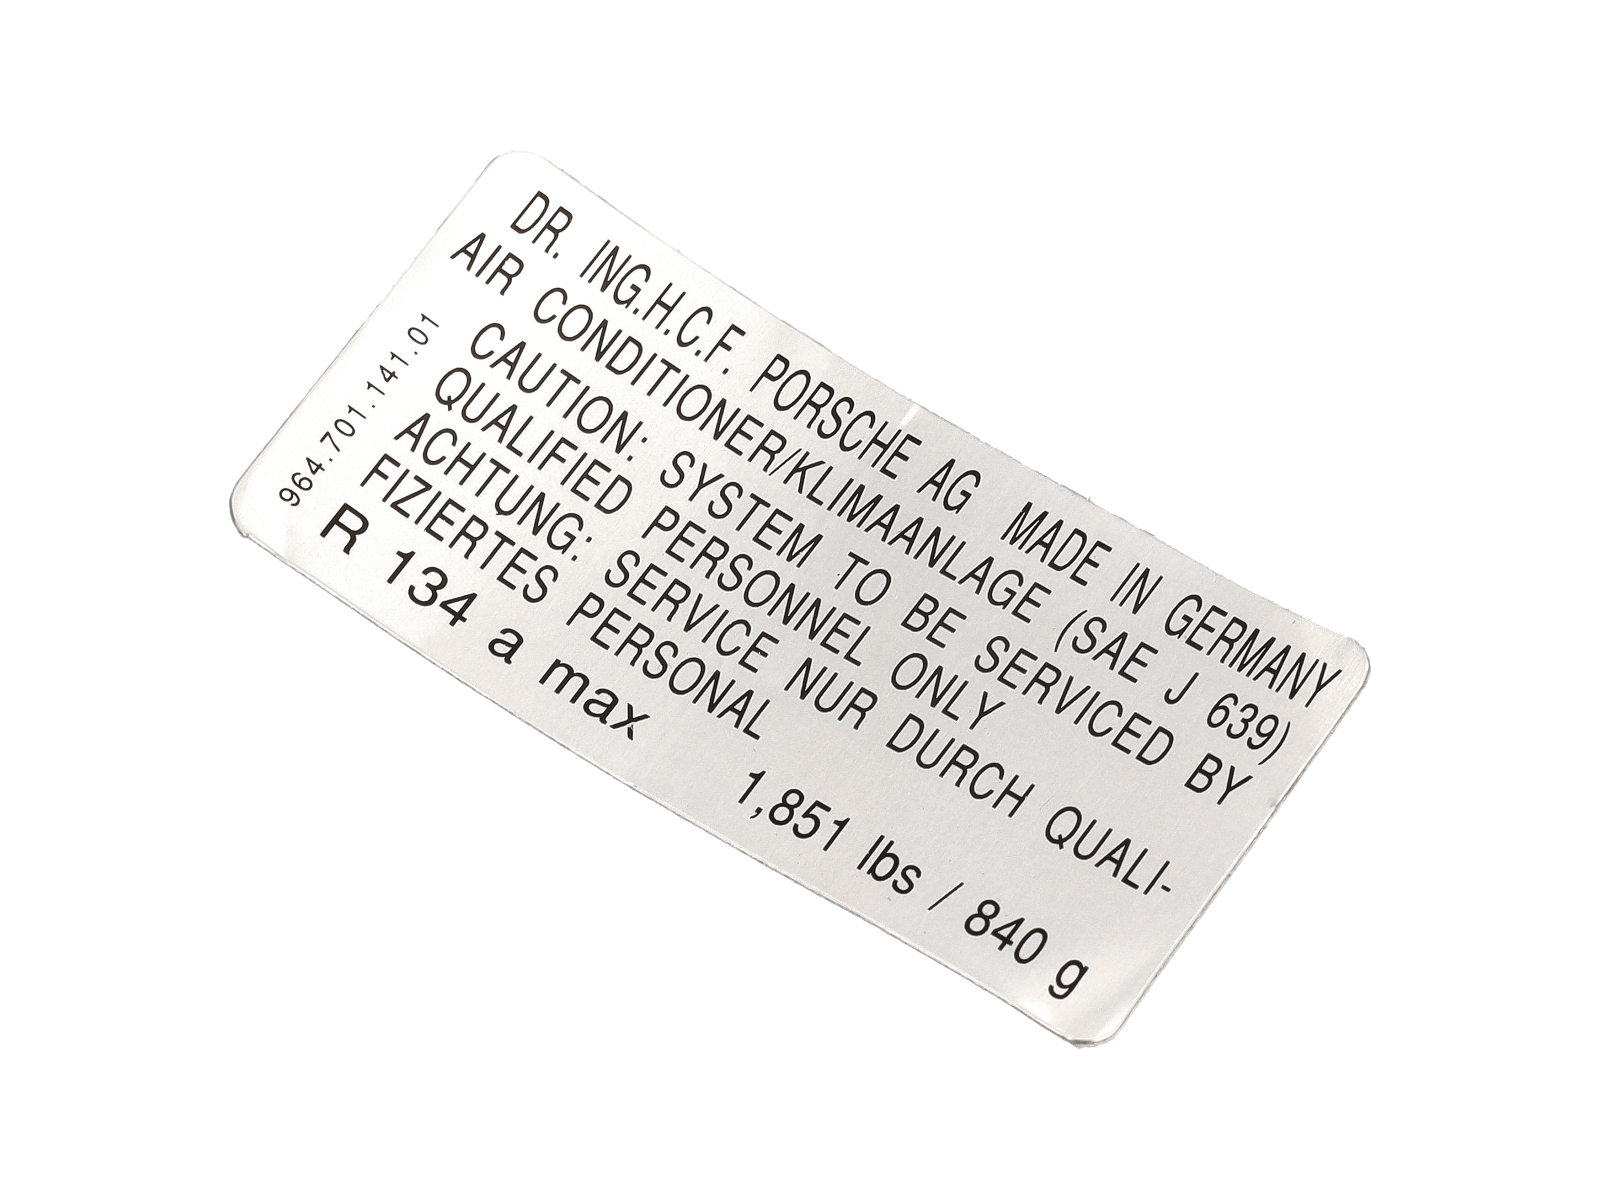 DR. ING.H.C.F. PORSCHE AG MADE IN GERMANY
AIR CONDITIONER/KLIMAANLAGE (SAE J 639)
CAUTION: SYSTEM TO BE SERVICED BY
QUALIFIED PERSONNEL ONLY
ACHTUNG: SERVICE NUR DURCH QUALI-
FIZIERTES PERSONAL
R 134 a max 1,851 lbs / 840 g
964.701.141.01